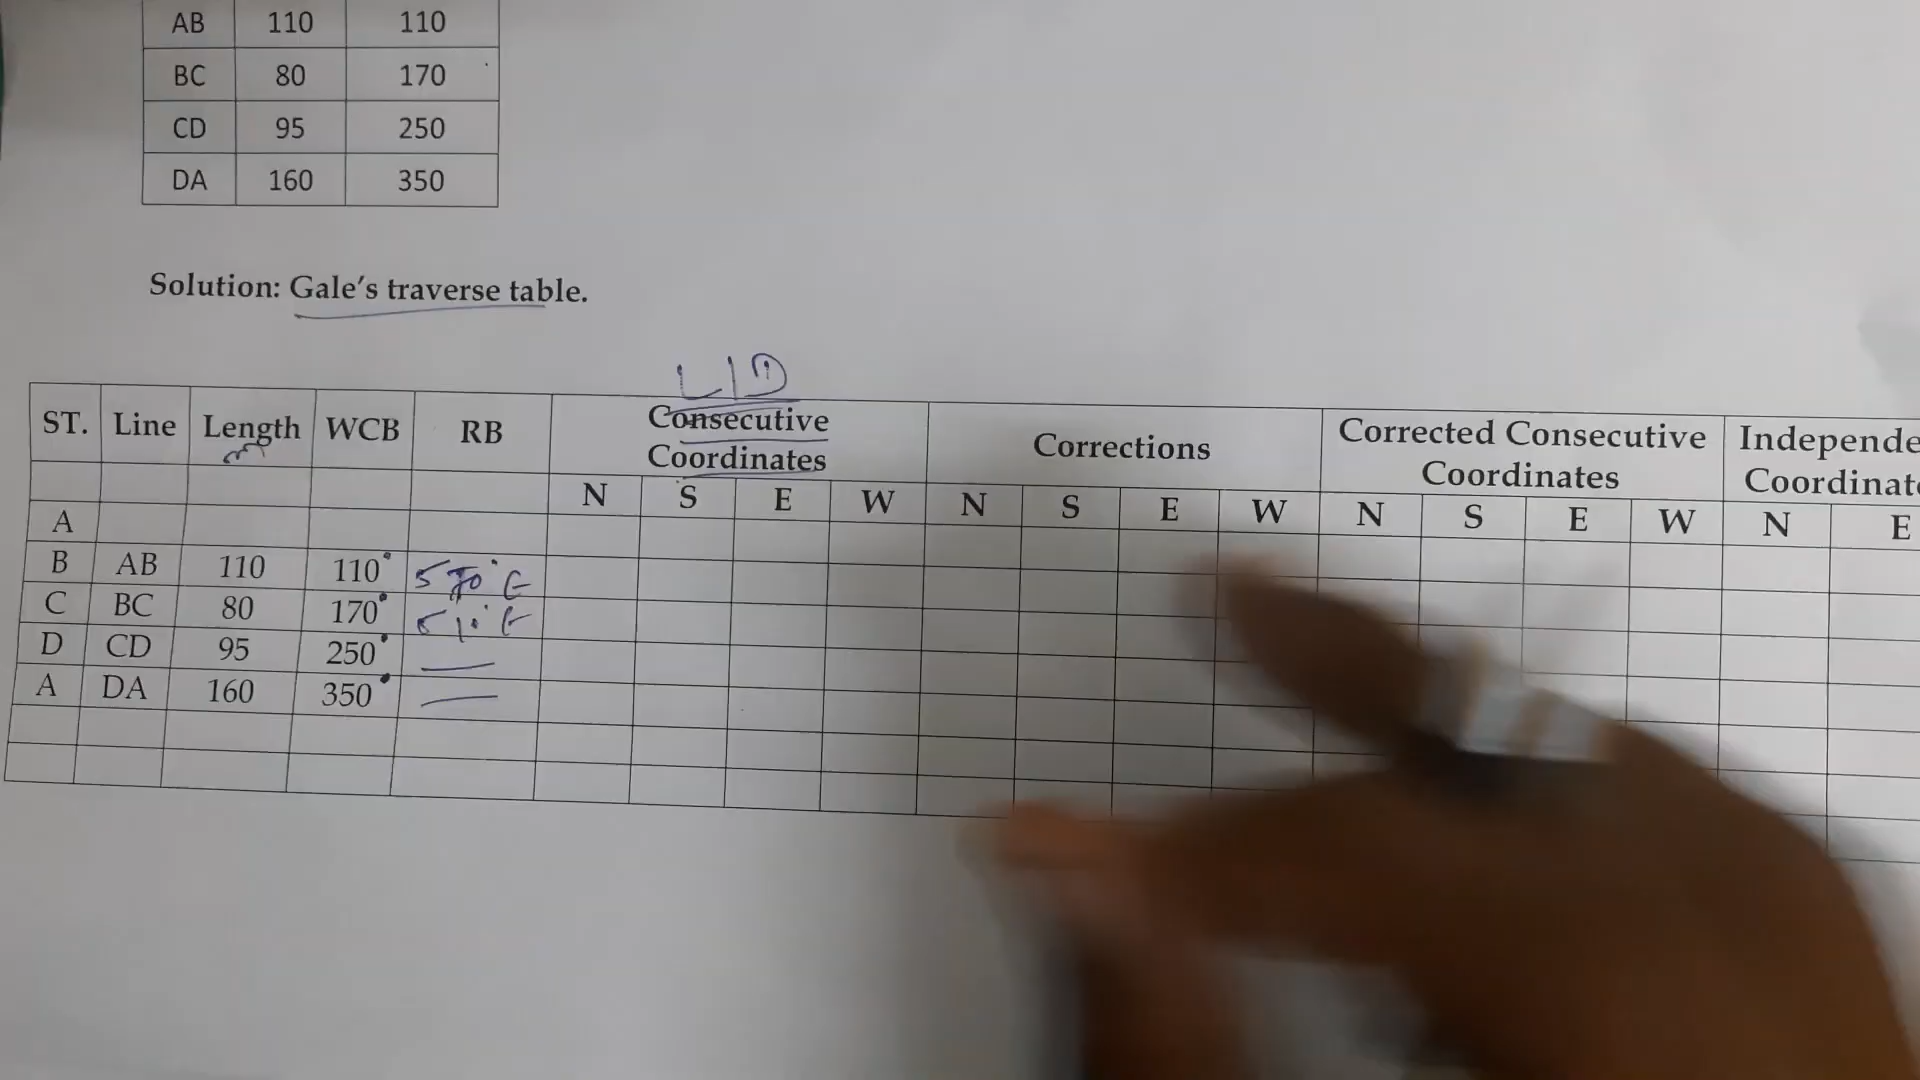 AB 110 110
BC 80 170
CD 95 250
DA 160 350
Solution: Gale's traverse table.
L/D
ST. Line Length WCB RB Consecutive Coordinates Corrections Corrected Consecutive Coordinates Independe Coordinat
m
N S E W N S E W N S E W N E
A
B AB 110 110° S 70° E
C BC 80 170° S 10° E
D CD 95 250°
A DA 160 350°